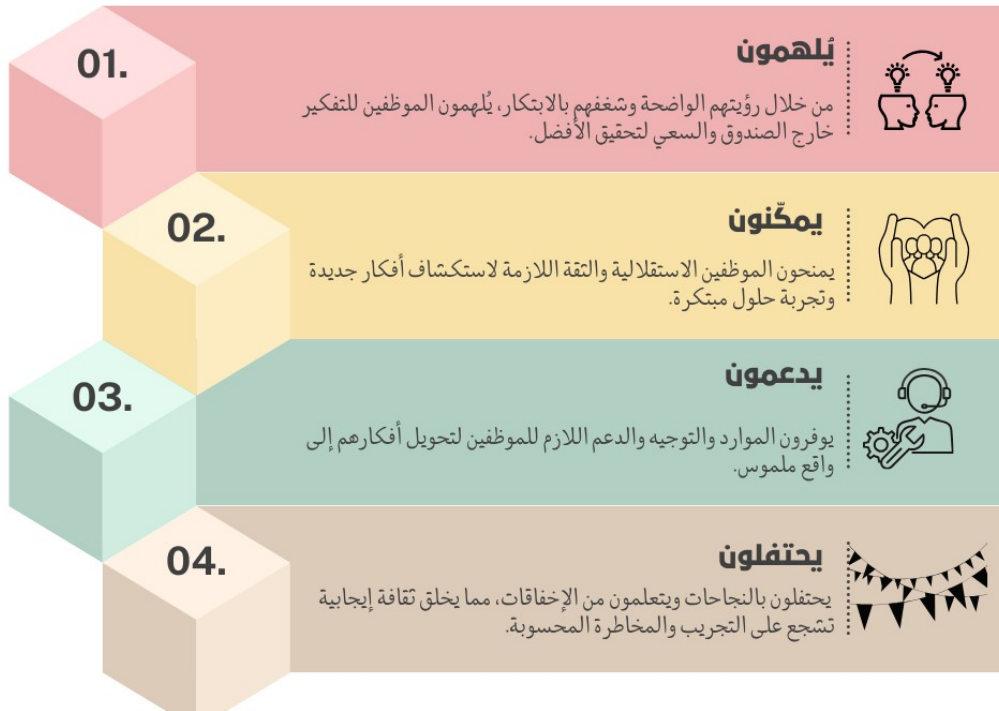 01.
يُلهمون
من خلال رؤيتهم الواضحة وشغفهم بالابتكار، يُلهمون الموظفين للتفكير
خارج الصندوق والسعي لتحقيق الأفضل.
02.
يمكّنون
يمنحون الموظفين الاستقلالية والثقة اللازمة لاستكشاف أفكار جديدة
وتجربة حلول مبتكرة.
03.
يدعمون
يوفرون الموارد والتوجيه والدعم اللازم للموظفين لتحويل أفكارهم إلى
واقع ملموس.
04.
يحتفلون
يحتفلون بالنجاحات ويتعلمون من الإخفاقات، مما يخلق ثقافة إيجابية
تشجع على التجريب والمخاطرة المحسوبة.